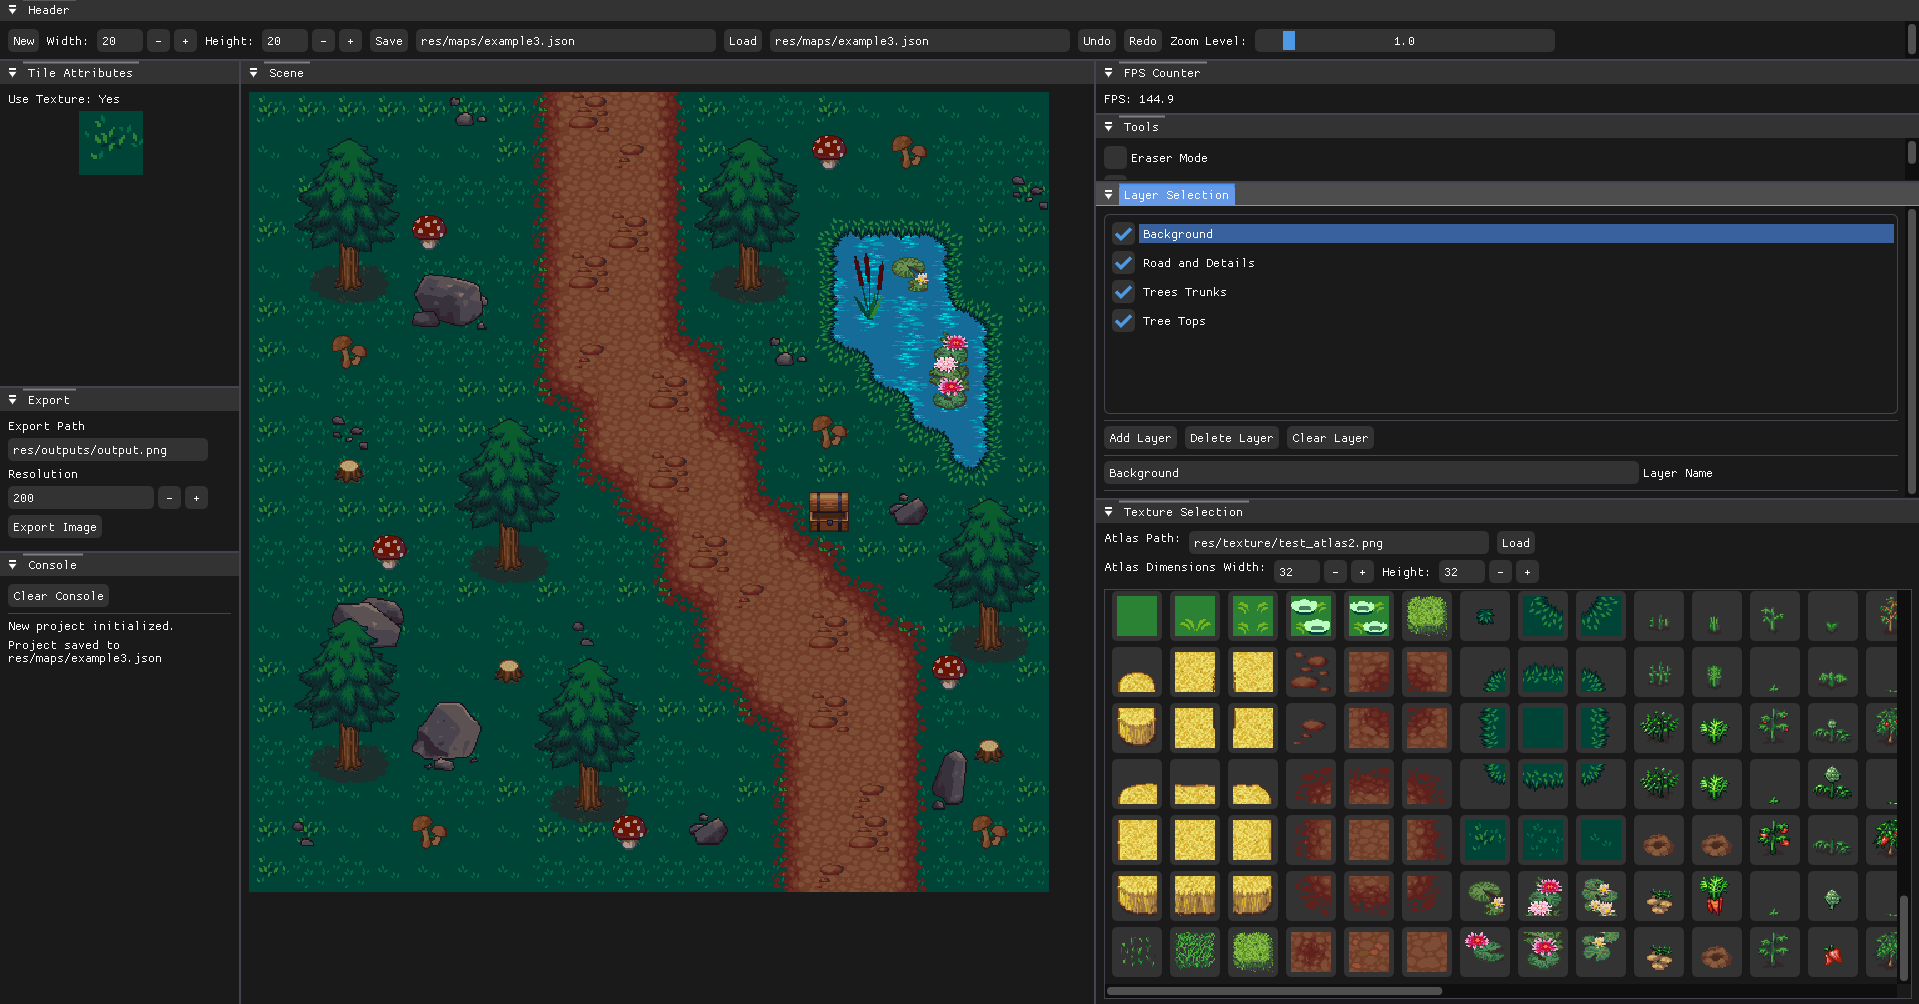 Header
New Width: 20 - + Height: 20 - + Save res/maps/example3.json Load res/maps/example3.json Undo Redo Zoom Level: 1.0
Tile Attributes
Use Texture: Yes
Export
Export Path
res/outputs/output.png
Resolution
200 - +
Export Image
Console
Clear Console
New project initialized.
Project saved to
res/maps/example3.json
Scene
FPS Counter
FPS: 144.9
Tools
Eraser Mode
Layer Selection
Background
Road and Details
Trees Trunks
Tree Tops
Add Layer Delete Layer Clear Layer
Background Layer Name
Texture Selection
Atlas Path: res/texture/test_atlas2.png Load
Atlas Dimensions Width: 32 - + Height: 32 - +